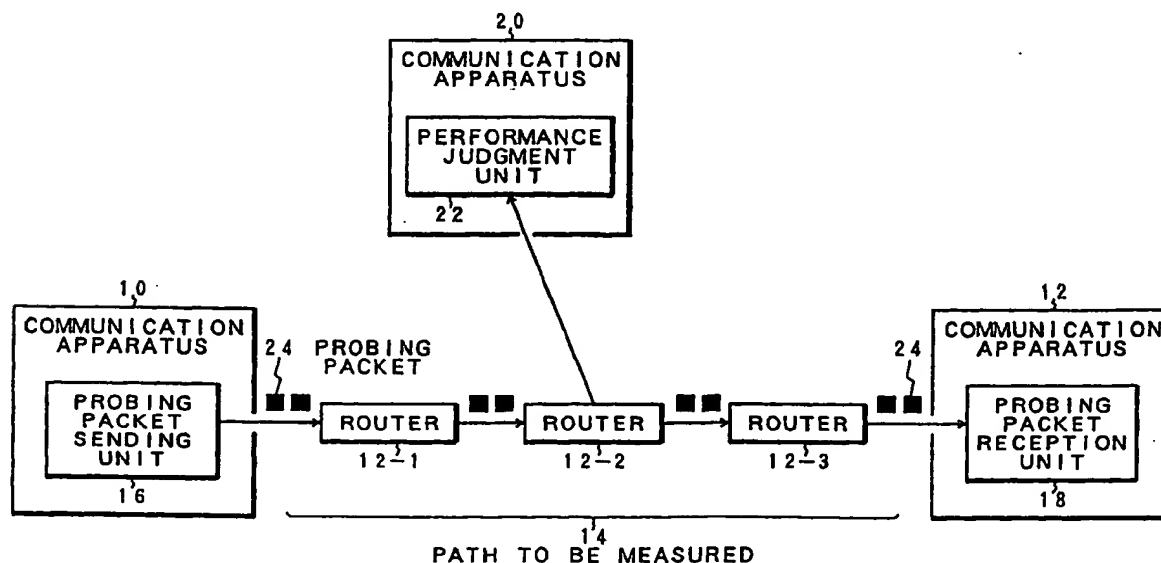 20
COMMUNICATION
APPARATUS
PERFORMANCE
JUDGMENT
UNIT
22
10
COMMUNICATION
APPARATUS
24
PROBING
PACKET
PROBING
PACKET
SENDING
UNIT
16
ROUTER
12-1
ROUTER
12-2
ROUTER
12-3
24
12
COMMUNICATION
APPARATUS
PROBING
PACKET
RECEPTION
UNIT
18
14
PATH TO BE MEASURED